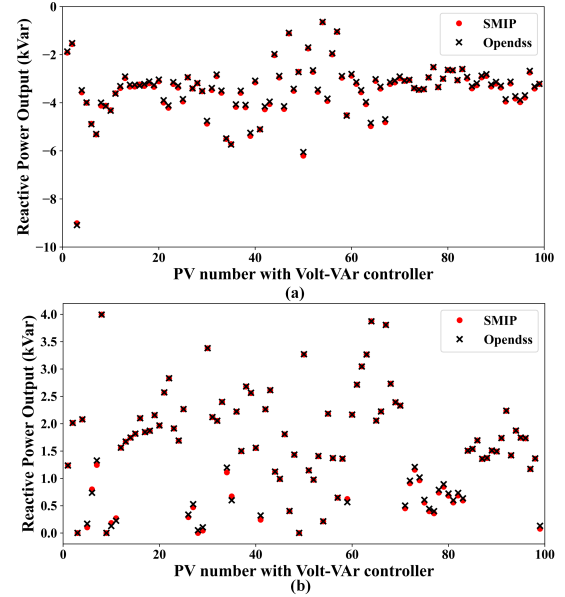 0
−2
−4
−6
−8
−10
Reactive Power Output (kVar)
SMIP
Opendss
0 20 40 60 80 100
PV number with Volt-VAr controller
(a)
4.0
3.5
3.0
2.5
2.0
1.5
1.0
0.5
0.0
Reactive Power Output (kVar)
SMIP
Opendss
0 20 40 60 80 100
PV number with Volt-VAr controller
(b)